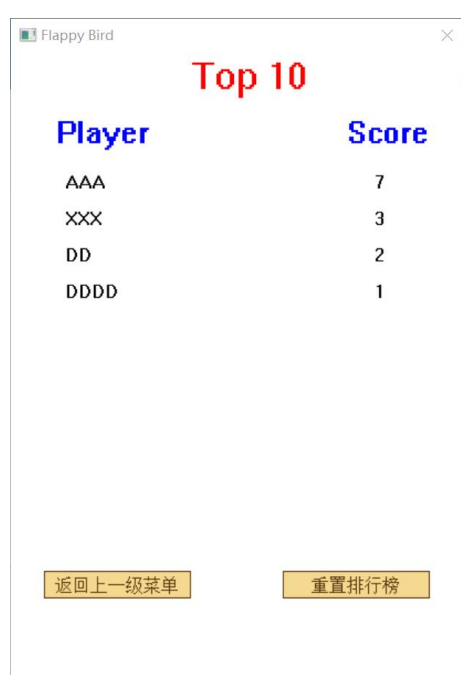 Flappy Bird
Top 10
Player Score
AAA 7
XXX 3
DD 2
DDDD 1
返回上一级菜单 重置排行榜